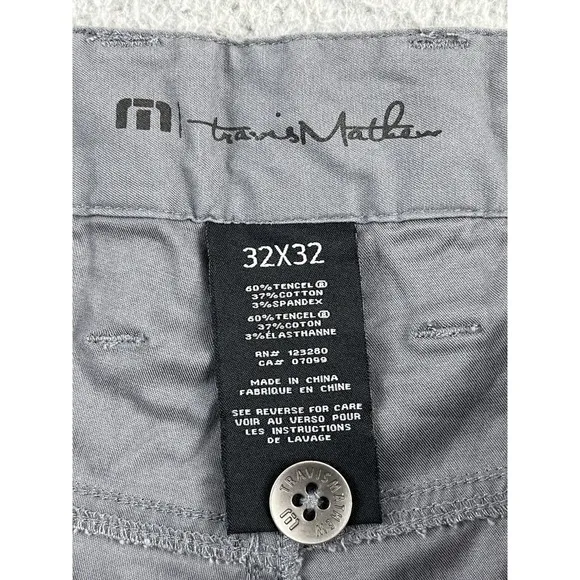 m | travisMathew
32X32
60%TENCEL®
37%COTTON
3%SPANDEX
60%TENCEL®
37%COTON
3%ÉLASTHANNE
RN# 123280
CA# 07099
MADE IN CHINA
FABRIQUE EN CHINE
SEE REVERSE FOR CARE
VOIR AU VERSO POUR
LES INSTRUCTIONS
DE LAVAGE
TRAVISMATHEW
m